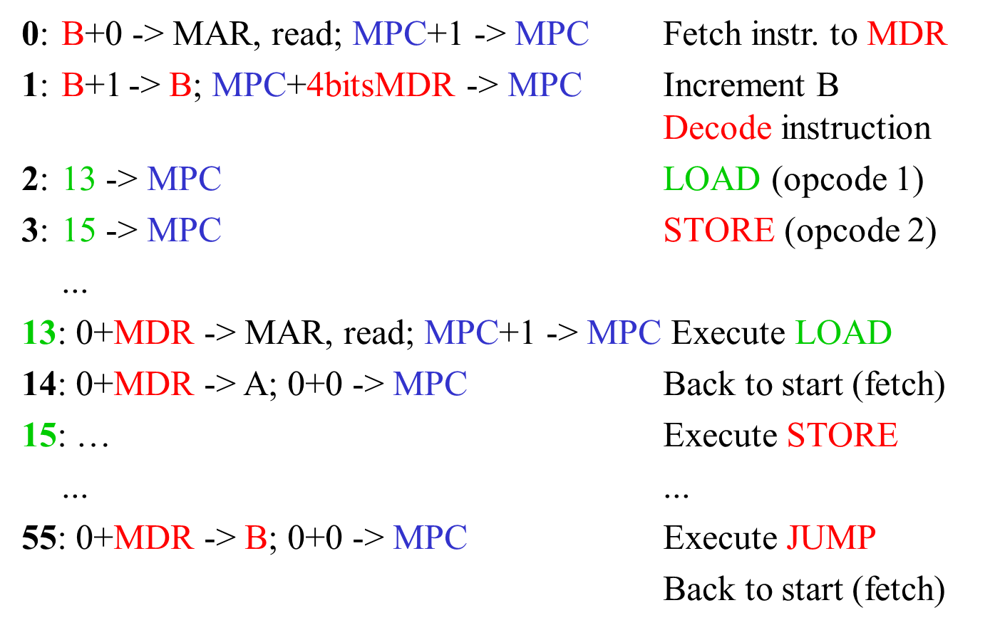 0: B+0 -> MAR, read; MPC+1 -> MPC Fetch instr. to MDR
1: B+1 -> B; MPC+4bitsMDR -> MPC Increment B
Decode instruction
2: 13 -> MPC LOAD (opcode 1)
3: 15 -> MPC STORE (opcode 2)
...
13: 0+MDR -> MAR, read; MPC+1 -> MPC Execute LOAD
14: 0+MDR -> A; 0+0 -> MPC Back to start (fetch)
15: … Execute STORE
... ...
55: 0+MDR -> B; 0+0 -> MPC Execute JUMP
Back to start (fetch)